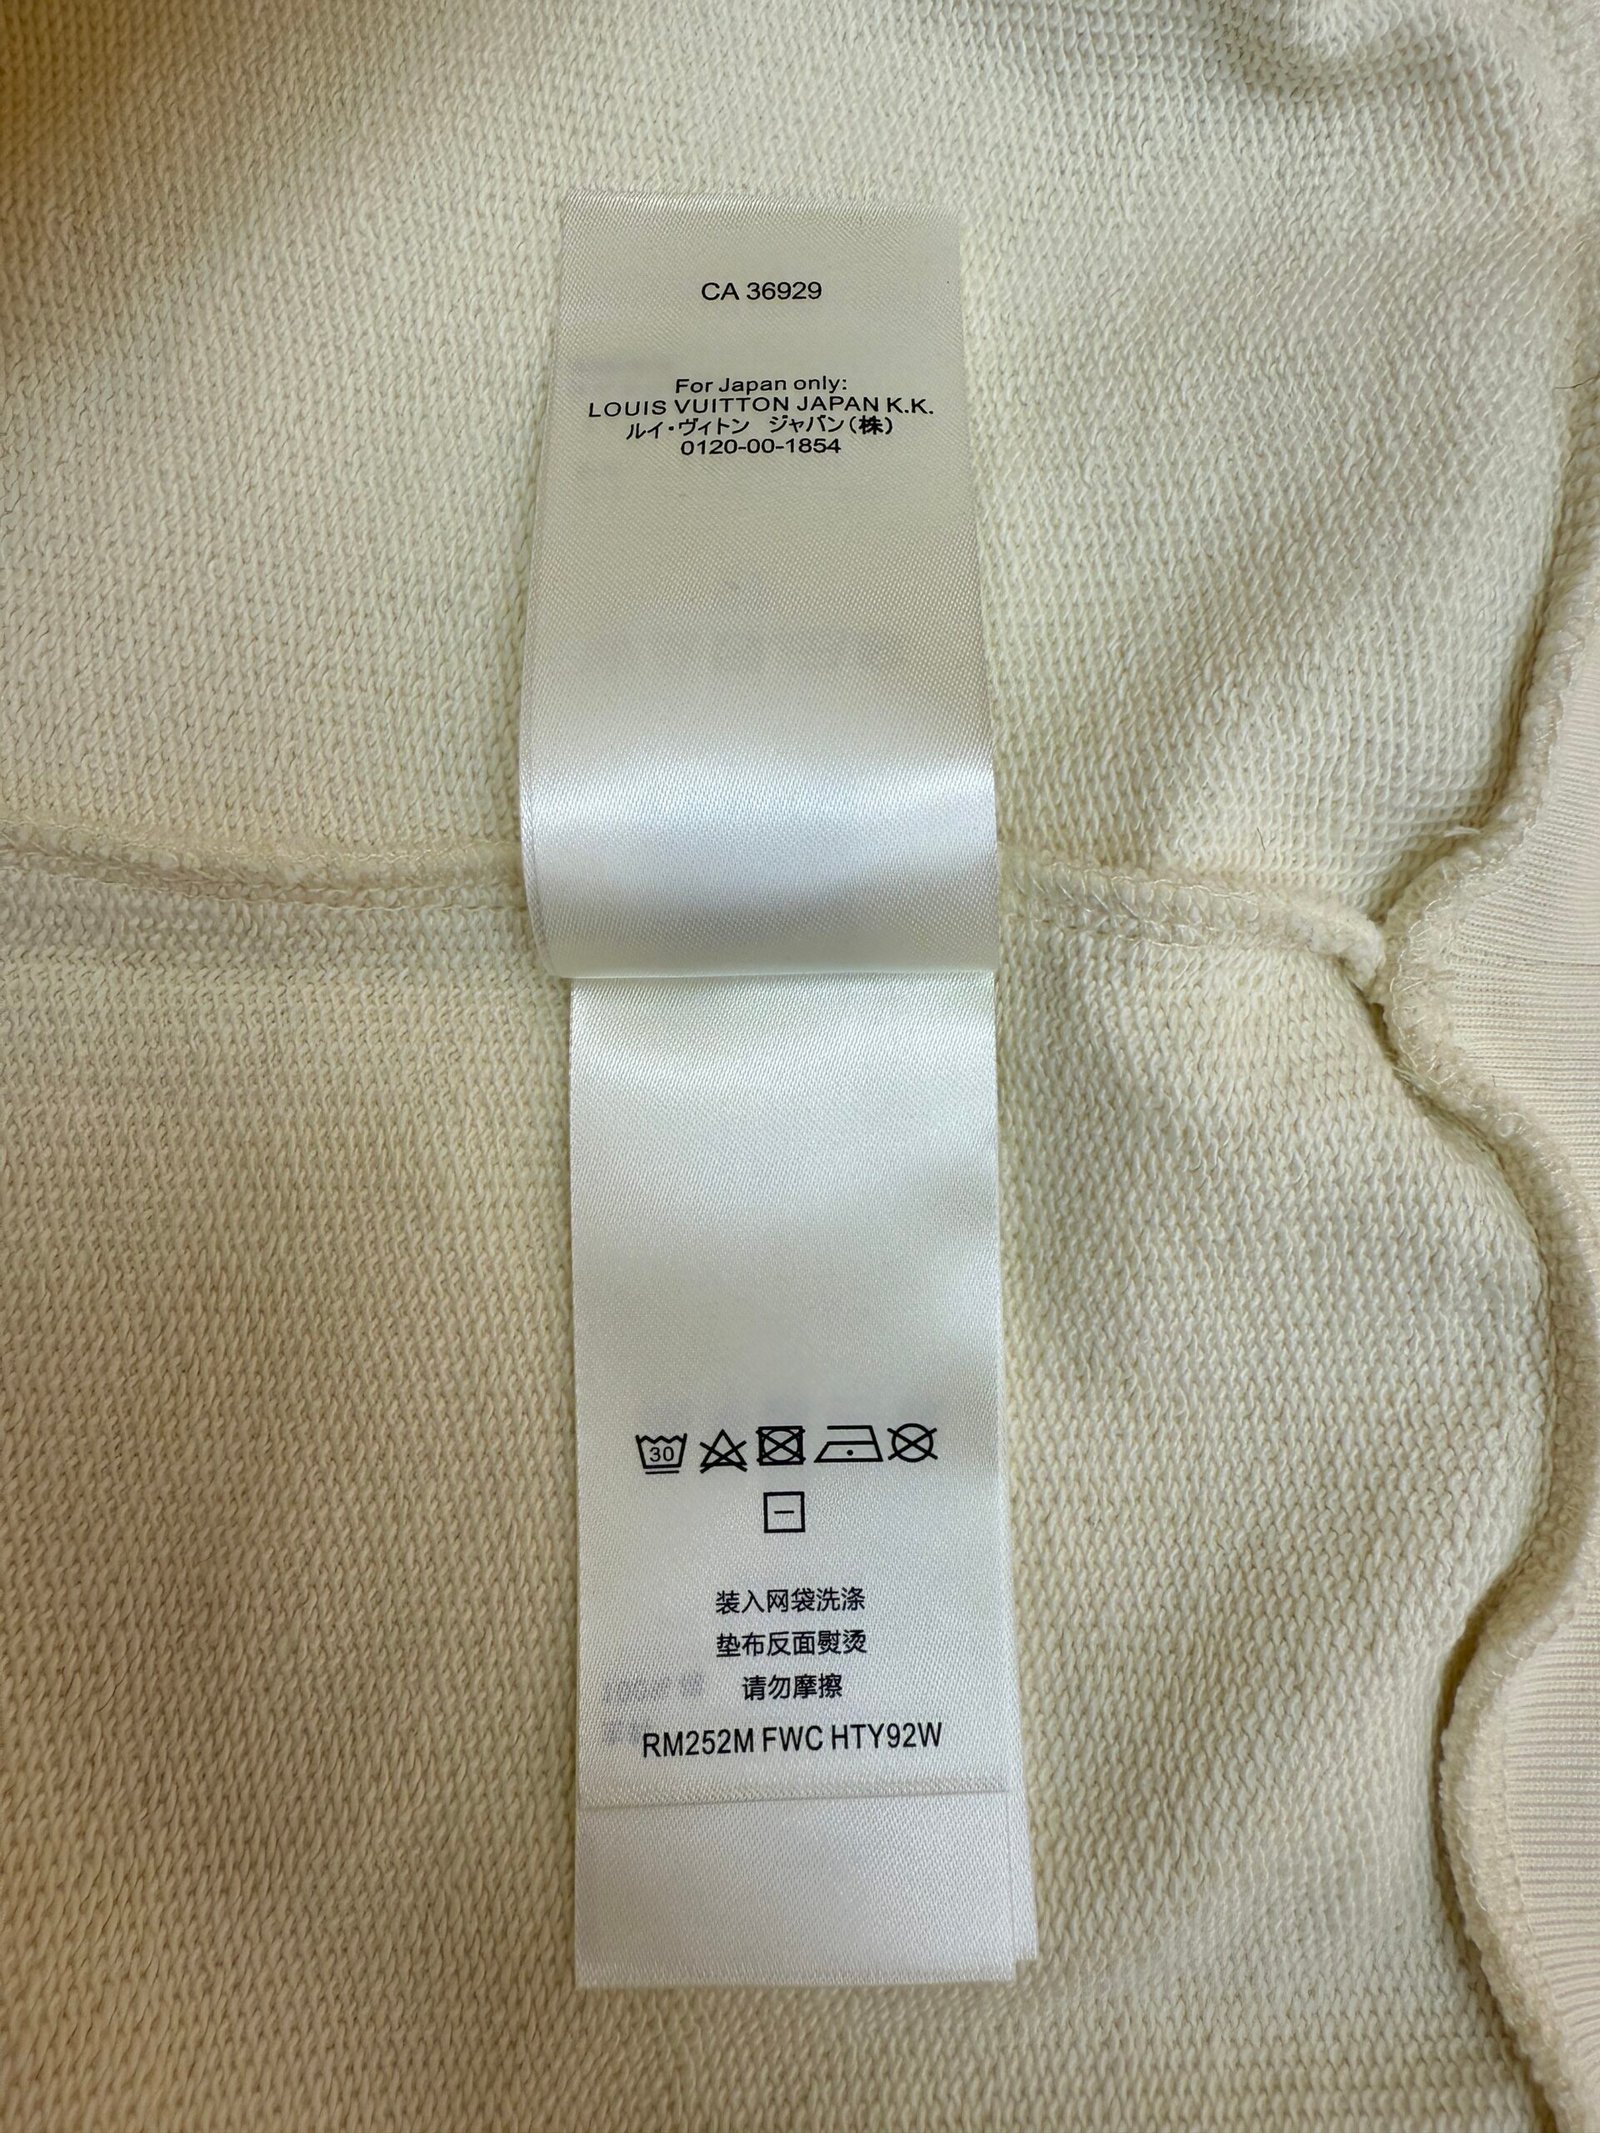 CA 36929
For Japan only:
LOUIS VUITTON JAPAN K.K.
ルイ・ヴィトン ジャパン(株)
0120-00-1854
30
装入网袋洗涤
垫布反面熨烫
请勿摩擦
RM252M FWC HTY92W